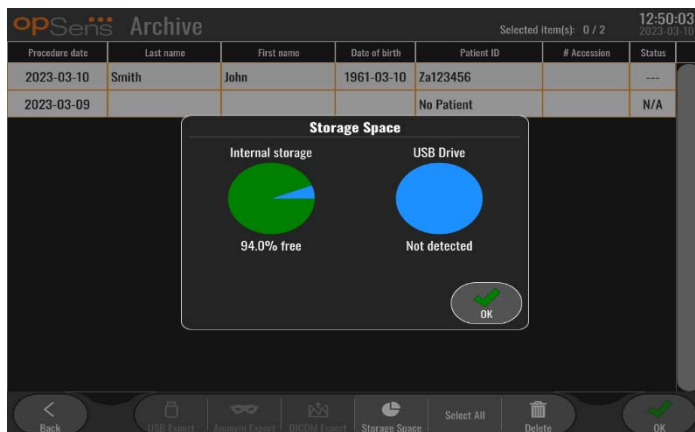 opSens Archive
Selected item(s): 0 / 2
12:50:03
2023-03-10
Procedure date Last name First name Date of birth Patient ID # Accession Status
2023-03-10 Smith John 1961-03-10 Za123456 ---
2023-03-09 No Patient N/A
Storage Space
Internal storage USB Drive
94.0% free Not detected
OK
Back USB Export Anonym Export DICOM Export Storage Space Select All Delete OK